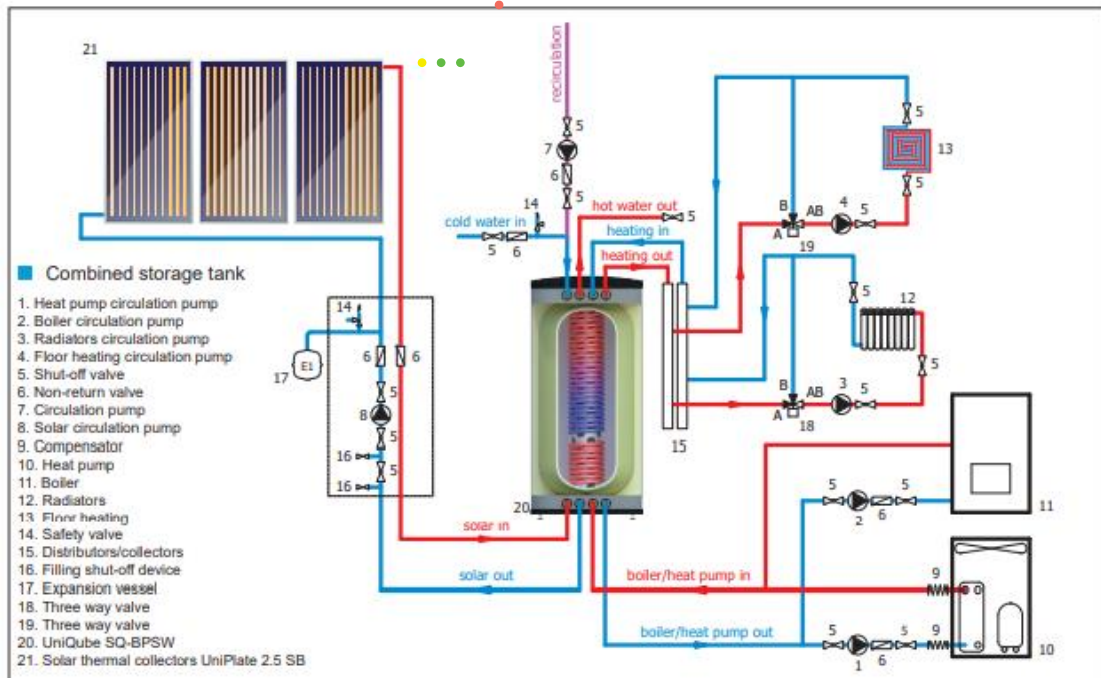 21
recirculation
5
7
6
5
14
hot water out
5
cold water in
5
6
heating in
heating out
5
13
5
B
AB
4
5
A
19
5
12
5
B
AB
3
5
A
18
15
Combined storage tank
1. Heat pump circulation pump
2. Boiler circulation pump
3. Radiators circulation pump
4. Floor heating circulation pump
5. Shut-off valve
6. Non-return valve
7. Circulation pump
8. Solar circulation pump
9. Compensator
10. Heat pump
11. Boiler
12. Radiators
13. Floor heating
14. Safety valve
15. Distributors/collectors
16. Filling shut-off device
17. Expansion vessel
18. Three way valve
19. Three way valve
20. UniQube SQ-BPSW
21. Solar thermal collectors UniPlate 2.5 SB
14
E1
17
6
6
5
8
5
16
5
16
20
solar in
solar out
boiler/heat pump in
boiler/heat pump out
5
2
6
5
11
9
5
1
6
5
9
10